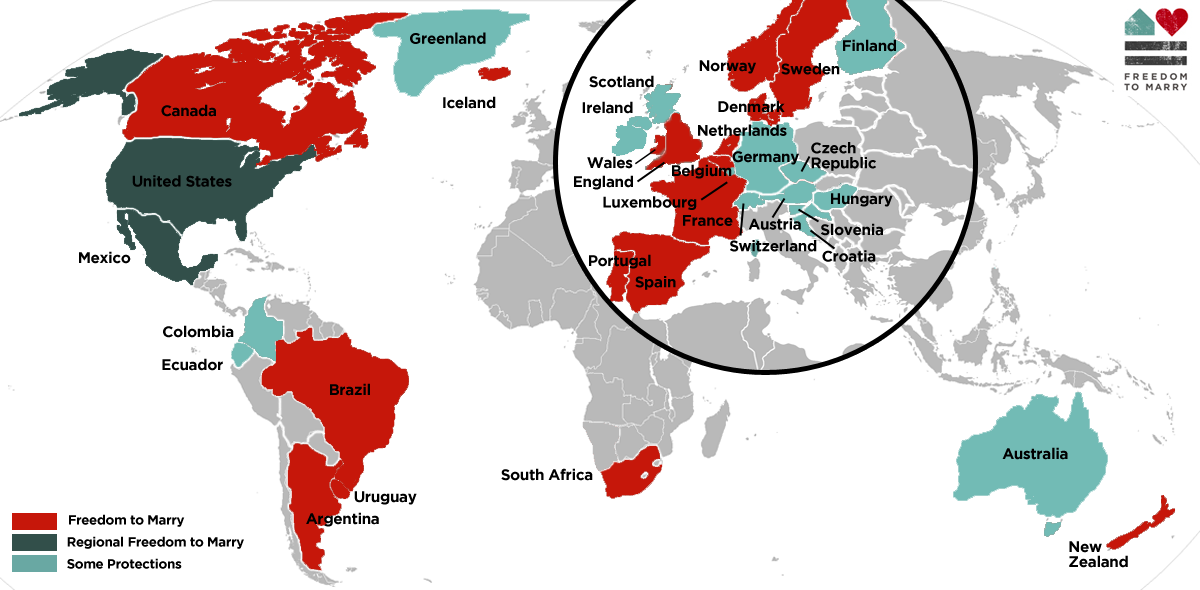 Greenland
Iceland
Canada
United States
Mexico
Colombia
Ecuador
Brazil
Uruguay
Argentina
South Africa
Norway
Sweden
Finland
Scotland
Ireland
Denmark
Netherlands
Wales
England
Belgium
Germany
Czech
Republic
Luxembourg
France
Hungary
Austria
Slovenia
Switzerland
Croatia
Portugal
Spain
Australia
New
Zealand
FREEDOM
TO MARRY
Freedom to Marry
Regional Freedom to Marry
Some Protections